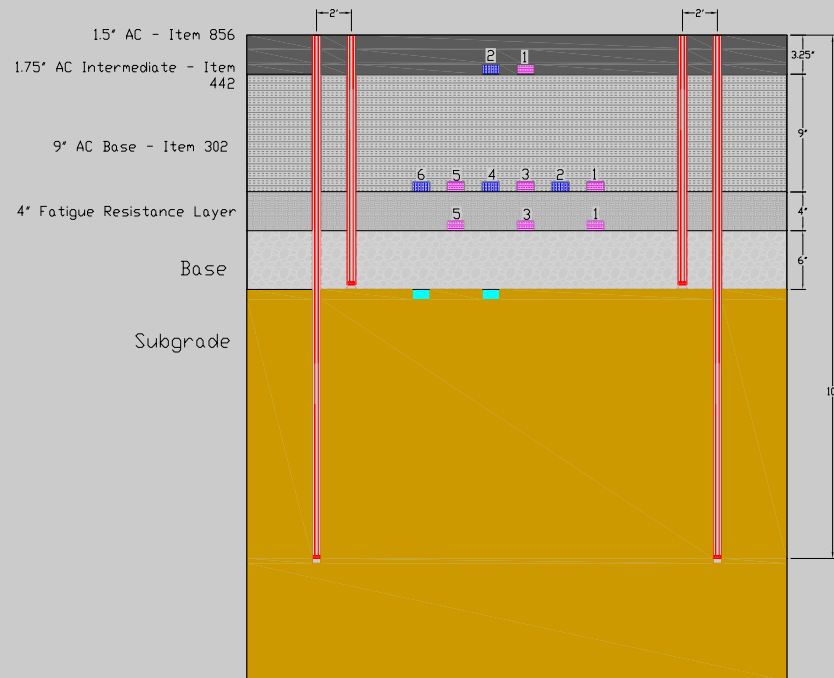 2'
2'
1.5" AC - Item 856
1.75" AC Intermediate - Item
442
2 1
3.25"
9" AC Base - Item 302
9"
6 5 4 3 2 1
4" Fatigue Resistance Layer
4"
5 3 1
Base
6"
Subgrade